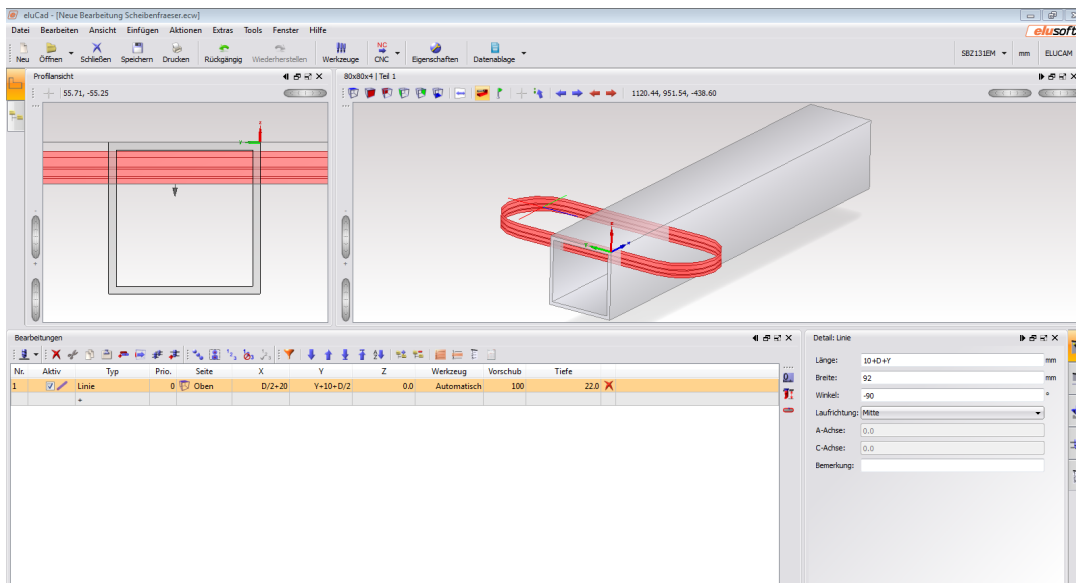 eluCad - [Neue Bearbeitung Scheibenfraeser.ecw]
Datei Bearbeiten Ansicht Einfügen Aktionen Extras Tools Fenster Hilfe
elusoft
Neu Öffnen Schließen Speichern Drucken Rückgängig Wiederherstellen Werkzeuge CNC Eigenschaften Datenablage SBZ131EM mm ELUCAM
Profilansicht
80x80x4 | Teil 1
55.71, -55.25
1120.44, 951.54, -438.60
Bearbeitungen
Detail: Linie
Nr. Aktiv Typ Prio. Seite X Y Z Werkzeug Vorschub Tiefe
1 Linie 0 Oben D/2+20 Y+10+D/2 0.0 Automatisch 100 22.0
Länge: 10+D+Y mm
Breite: 92 mm
Winkel: -90 °
Laufrichtung: Mitte
A-Achse: 0.0
C-Achse: 0.0
Bemerkung: